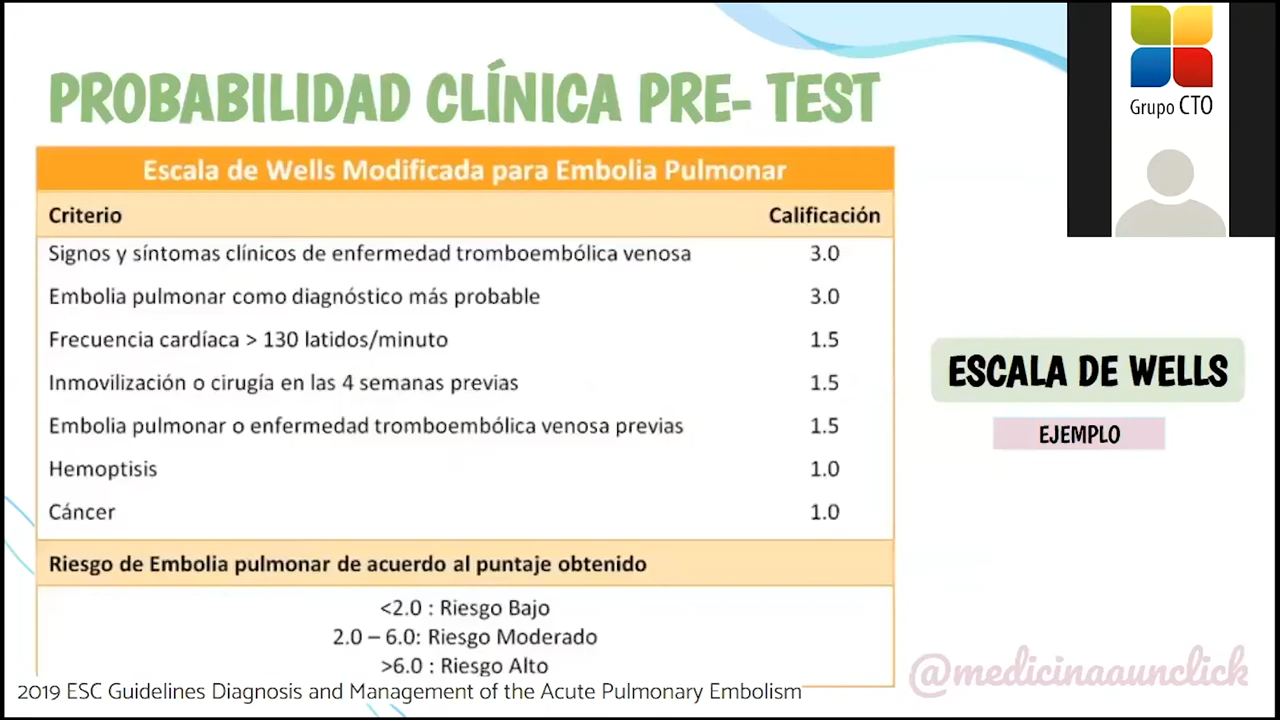 Grupo CTO
PROBABILIDAD CLÍNICA PRE- TEST
Escala de Wells Modificada para Embolia Pulmonar
Criterio Calificación
Signos y síntomas clínicos de enfermedad tromboembólica venosa 3.0
Embolia pulmonar como diagnóstico más probable 3.0
Frecuencia cardíaca > 130 latidos/minuto 1.5
Inmovilización o cirugía en las 4 semanas previas 1.5
Embolia pulmonar o enfermedad tromboembólica venosa previas 1.5
Hemoptisis 1.0
Cáncer 1.0
Riesgo de Embolia pulmonar de acuerdo al puntaje obtenido
<2.0 : Riesgo Bajo
2.0 – 6.0: Riesgo Moderado
>6.0 : Riesgo Alto
ESCALA DE WELLS
EJEMPLO
2019 ESC Guidelines Diagnosis and Management of the Acute Pulmonary Embolism
@medicinaaunclick